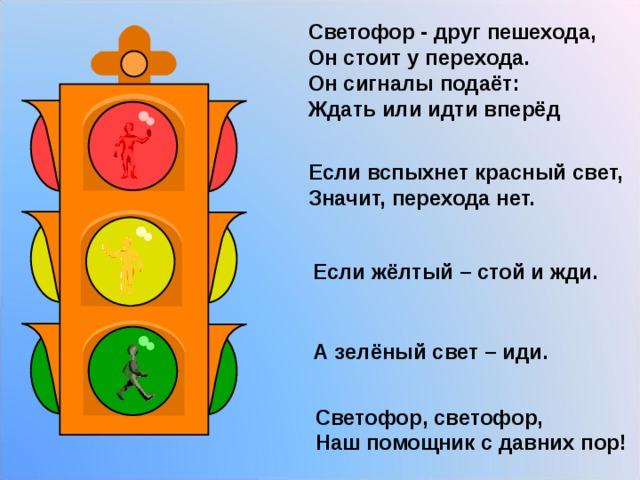 Светофор - друг пешехода,
Он стоит у перехода.
Он сигналы подаёт:
Ждать или идти вперёд
Если вспыхнет красный свет,
Значит, перехода нет.
Если жёлтый – стой и жди.
А зелёный свет – иди.
Светофор, светофор,
Наш помощник с давних пор!